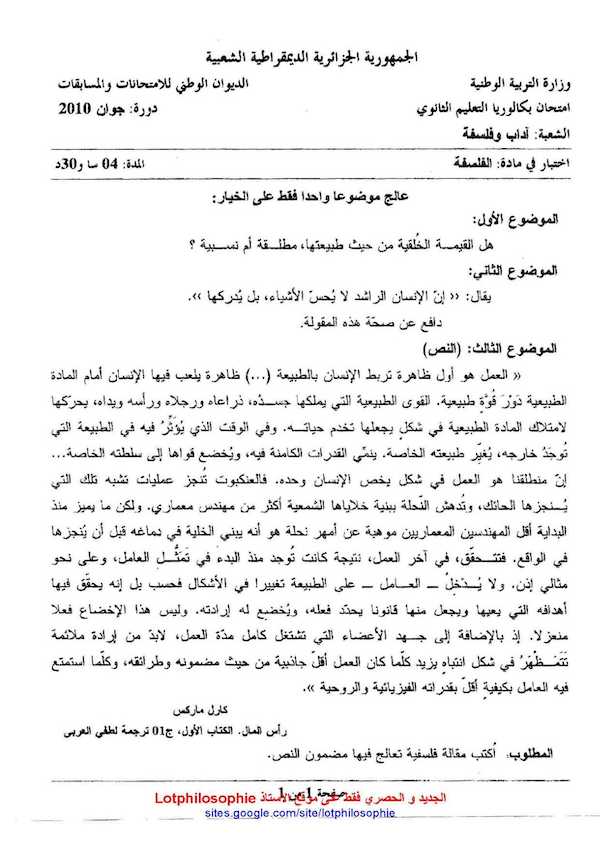 الجمهورية الجزائرية الديمقراطية الشعبية
وزارة التربية الوطنية الديوان الوطني للامتحانات والمسابقات
امتحان بكالوريا التعليم الثانوي دورة: جوان 2010
الشعبة: آداب وفلسفة
اختبار في مادة: الفلسفة المدة: 04 سا و30د
عالج موضوعا واحدا فقط على الخيار:
الموضوع الأول:
هل القيمة الخُلقية من حيث طبيعتها، مطلقة أم نسبية ؟
الموضوع الثاني:
يقال: ‹‹ إنّ الإنسان الراشد لا يُحسّ الأشياء، بل يُدركها ››.
دافع عن صحّة هذه المقولة.
الموضوع الثالث: (النص)
« العمل هو أول ظاهرة تربط الإنسان بالطبيعة (...) ظاهرة يلعب فيها الإنسان أمام المادة
الطبيعية دَوْرَ قُوَّةٍ طبيعية. القوى الطبيعية التي يملكها جسدُه، ذراعاه ورجلاه ورأسه ويداه، يحرّكها
لامتلاك المادة الطبيعية في شكلٍ يجعلها تخدم حياته. وفي الوقت الذي يُؤَثِّرُ فيه في الطبيعة التي
تُوجَدُ خارجه، يُغيِّر طبيعته الخاصة. ينمِّي القدرات الكامنة فيه، ويُخضع قواها إلى سلطته الخاصة...
إنّ منطلقنا هو العمل في شكل يخص الإنسان وحده. فالعنكبوت تُنجز عمليات تشبه تلك التي
يُنجزها الحائك، وتُدهش النّحلة ببنية خلاياها الشمعية أكثر من مهندس معماري. ولكن ما يميز منذ
البداية أقل المهندسين المعماريين موهبة عن أمهر نحلة هو أنه يبني الخلية في دماغه قبل أن يُنجزها
في الواقع. فتتحقّق، في آخر العمل، نتيجة كانت تُوجد منذ البدء في تَمَثُّل العامل، وعلى نحو
مثالي إذن. ولا يُدْخِلُ ــ العامل ــ على الطبيعة تغييرا في الأشكال فحسب بل إنه يحقّق فيها
أهدافه التي يعيها ويجعل منها قانونا يحدّد فعله، ويُخضع له إرادته. وليس هذا الإخضاع فعلا
منعزلا. إذ بالإضافة إلى جهد الأعضاء التي تشتغل كامل مدّة العمل، لابدّ من إرادة ملائمة
تَتَمَظْهَرُ في شكل انتباهٍ يزيد كلّما كان العمل أقلّ جاذبية من حيث مضمونه وطرائقه، وكلّما استمتع
فيه العامل بكيفيةٍ أقلّ بقدراته الفيزيائية والروحية ».
كارل ماركس
رأس المال. الكتاب الأول، ج01 ترجمة لطفي العربي
المطلوب. أُكتب مقالة فلسفية تعالج فيها مضمون النص.
صفحة 1 من 1
الجديد و الحصري فقط على موقع الأستاذ Lotphilosophie
sites.google.com/site/lotphilosophie